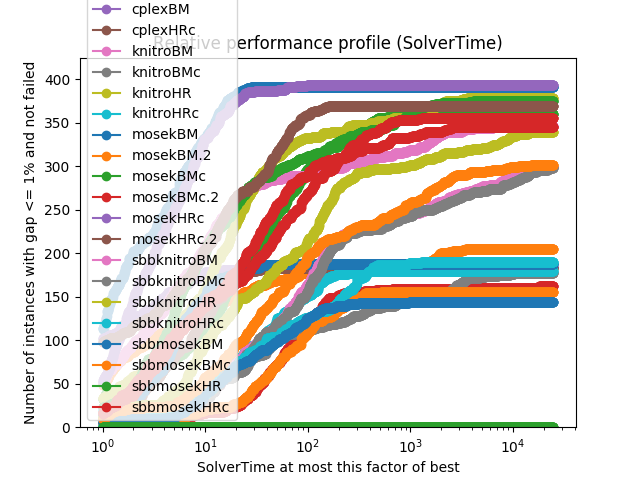 cplexBM
cplexHRc
Relative performance profile (SolverTime)
knitroBM
knitroBMc
knitroHR
knitroHRc
mosekBM
mosekBM.2
mosekBMc
mosekBMc.2
mosekHRc
mosekHRc.2
sbbknitroBM
sbbknitroBMc
sbbknitroHR
sbbknitroHRc
sbbmosekBM
sbbmosekBMc
sbbmosekHR
sbbmosekHRc
Number of instances with gap <= 1% and not failed
400
350
300
250
200
150
100
50
0
10^0
10^1
10^2
10^3
10^4
SolverTime at most this factor of best